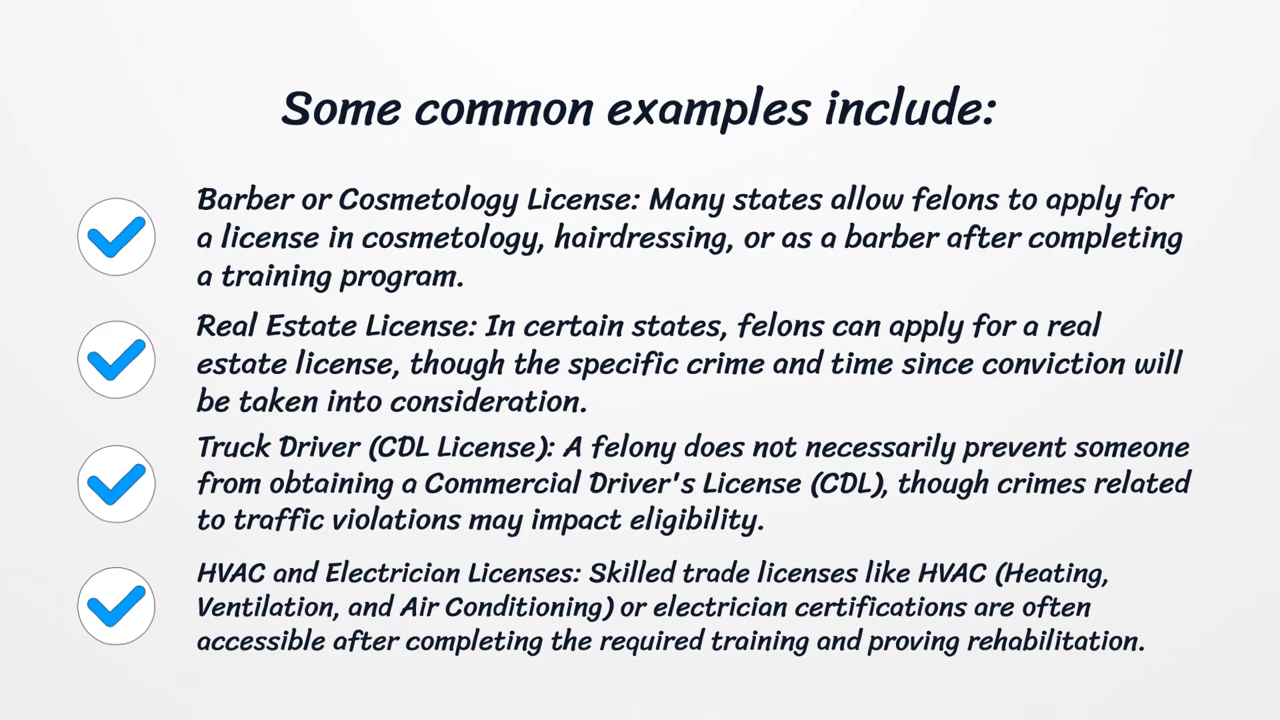 Some common examples include:
Barber or Cosmetology License: Many states allow felons to apply for
a license in cosmetology, hairdressing, or as a barber after completing
a training program.
Real Estate License: In certain states, felons can apply for a real
estate license, though the specific crime and time since conviction will
be taken into consideration.
Truck Driver (CDL License): A felony does not necessarily prevent someone
from obtaining a Commercial Driver's License (CDL), though crimes related
to traffic violations may impact eligibility.
HVAC and Electrician Licenses: Skilled trade licenses like HVAC (Heating,
Ventilation, and Air Conditioning) or electrician certifications are often
accessible after completing the required training and proving rehabilitation.